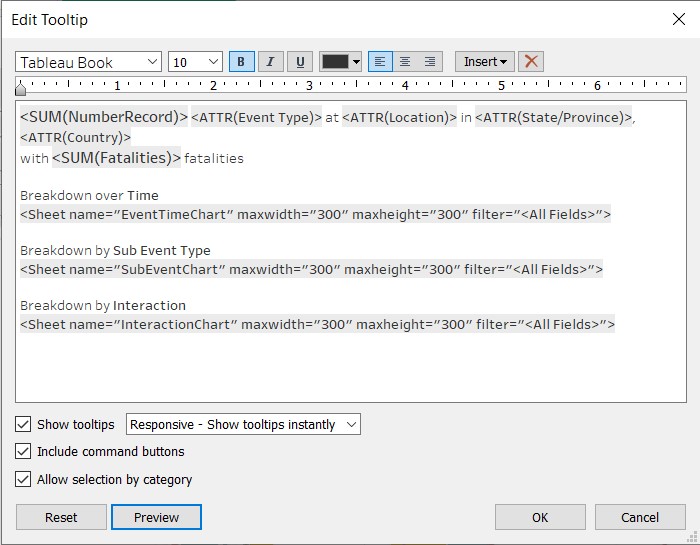 Edit Tooltip
Tableau Book 10 B I U Insert
1 2 3 4 5 6
<SUM(NumberRecord)> <ATTR(Event Type)> at <ATTR(Location)> in <ATTR(State/Province)>,
<ATTR(Country)>
with <SUM(Fatalities)> fatalities
Breakdown over Time
<Sheet name="EventTimeChart" maxwidth="300" maxheight="300" filter="<All Fields>">
Breakdown by Sub Event Type
<Sheet name="SubEventChart" maxwidth="300" maxheight="300" filter="<All Fields>">
Breakdown by Interaction
<Sheet name="InteractionChart" maxwidth="300" maxheight="300" filter="<All Fields>">
Show tooltips Responsive - Show tooltips instantly
Include command buttons
Allow selection by category
Reset Preview OK Cancel